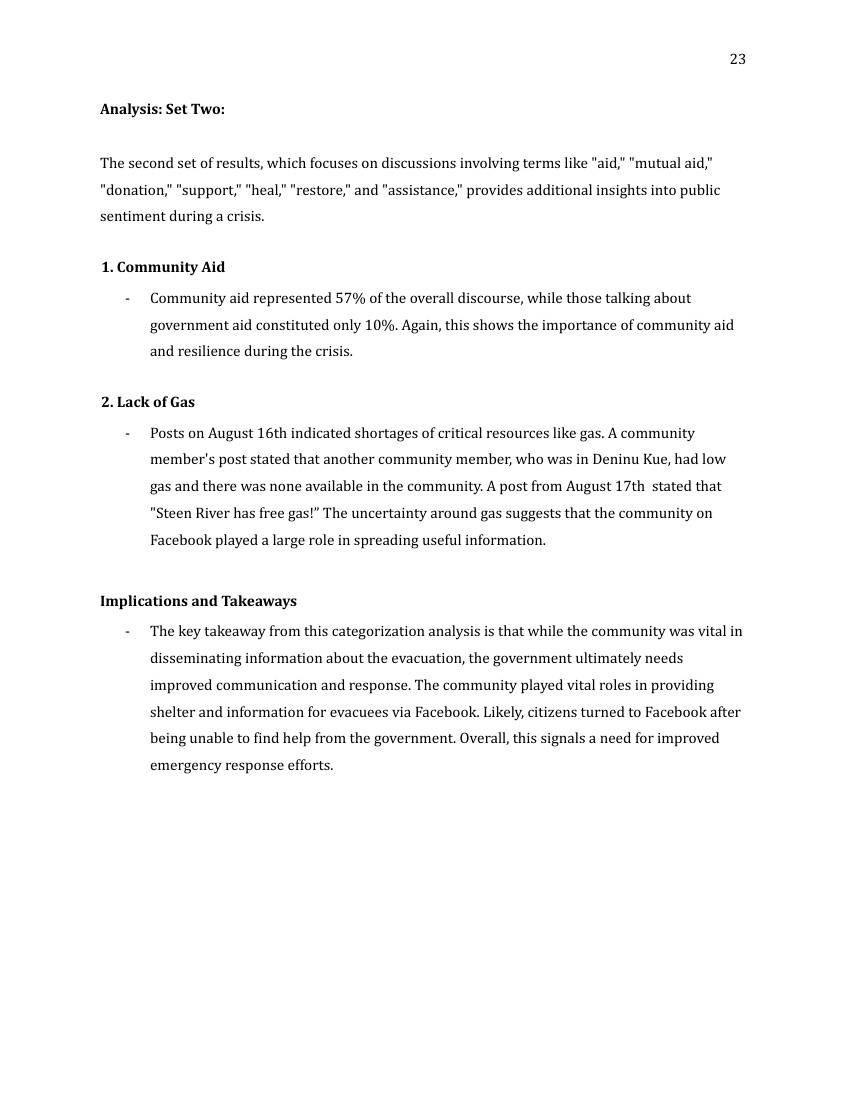 23
Analysis: Set Two:
The second set of results, which focuses on discussions involving terms like "aid," "mutual aid,"
"donation," "support," "heal," "restore," and "assistance," provides additional insights into public
sentiment during a crisis.
1. Community Aid
- Community aid represented 57% of the overall discourse, while those talking about
government aid constituted only 10%. Again, this shows the importance of community aid
and resilience during the crisis.
2. Lack of Gas
- Posts on August 16th indicated shortages of critical resources like gas. A community
member's post stated that another community member, who was in Deninu Kue, had low
gas and there was none available in the community. A post from August 17th  stated that
"Steen River has free gas!” The uncertainty around gas suggests that the community on
Facebook played a large role in spreading useful information.
Implications and Takeaways
- The key takeaway from this categorization analysis is that while the community was vital in
disseminating information about the evacuation, the government ultimately needs
improved communication and response. The community played vital roles in providing
shelter and information for evacuees via Facebook. Likely, citizens turned to Facebook after
being unable to find help from the government. Overall, this signals a need for improved
emergency response efforts.